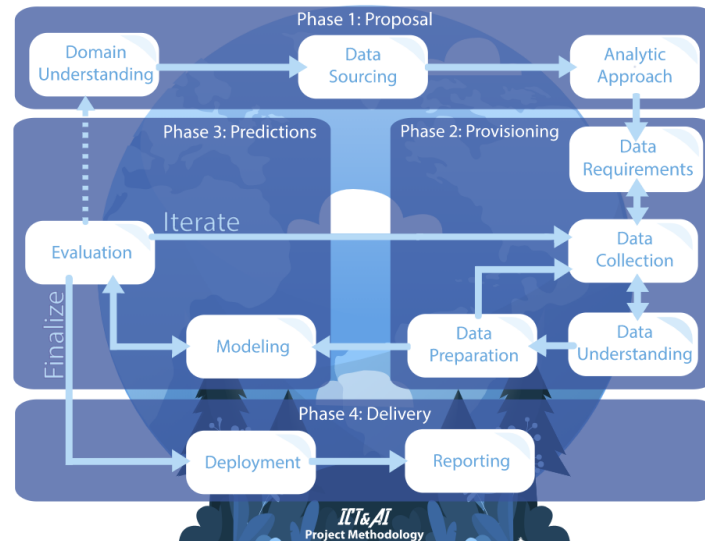 Phase 1: Proposal
Domain
Understanding
Data
Sourcing
Analytic
Approach
Phase 3: Predictions
Phase 2: Provisioning
Data
Requirements
Evaluation
Iterate
Data
Collection
Finalize
Modeling
Data
Preparation
Data
Understanding
Phase 4: Delivery
Deployment
Reporting
ICT& AI
Project Methodology